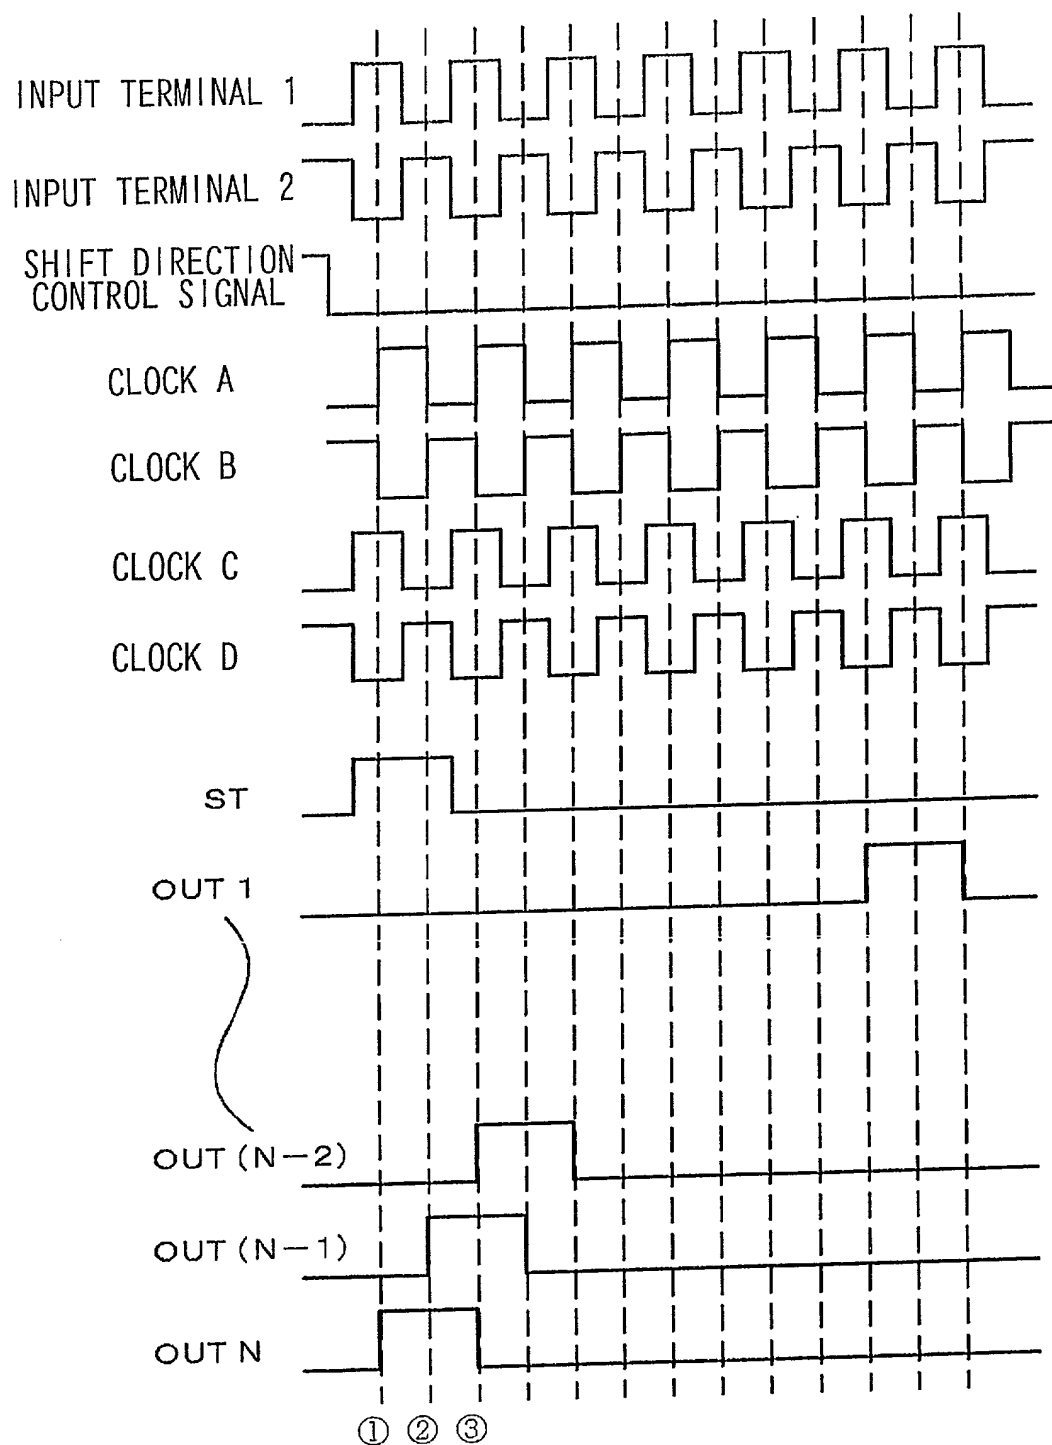 INPUT TERMINAL 1
INPUT TERMINAL 2
SHIFT DIRECTION
CONTROL SIGNAL
CLOCK A
CLOCK B
CLOCK C
CLOCK D
ST
OUT 1
OUT (N-2)
OUT (N-1)
OUT N
① ② ③